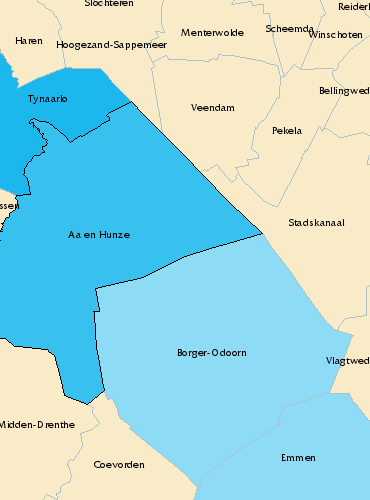 Slochteren
Reiderl
Scheemda
Menterwolde
Winschoten
Haren
Hoogezand-Sappemeer
Bellingwed
Tynaarlo
Veendam
Pekela
ssen
Stadskanaal
Aa en Hunze
Borger-Odoorn
Vlagtwed
Midden-Drenthe
Emmen
Coevorden